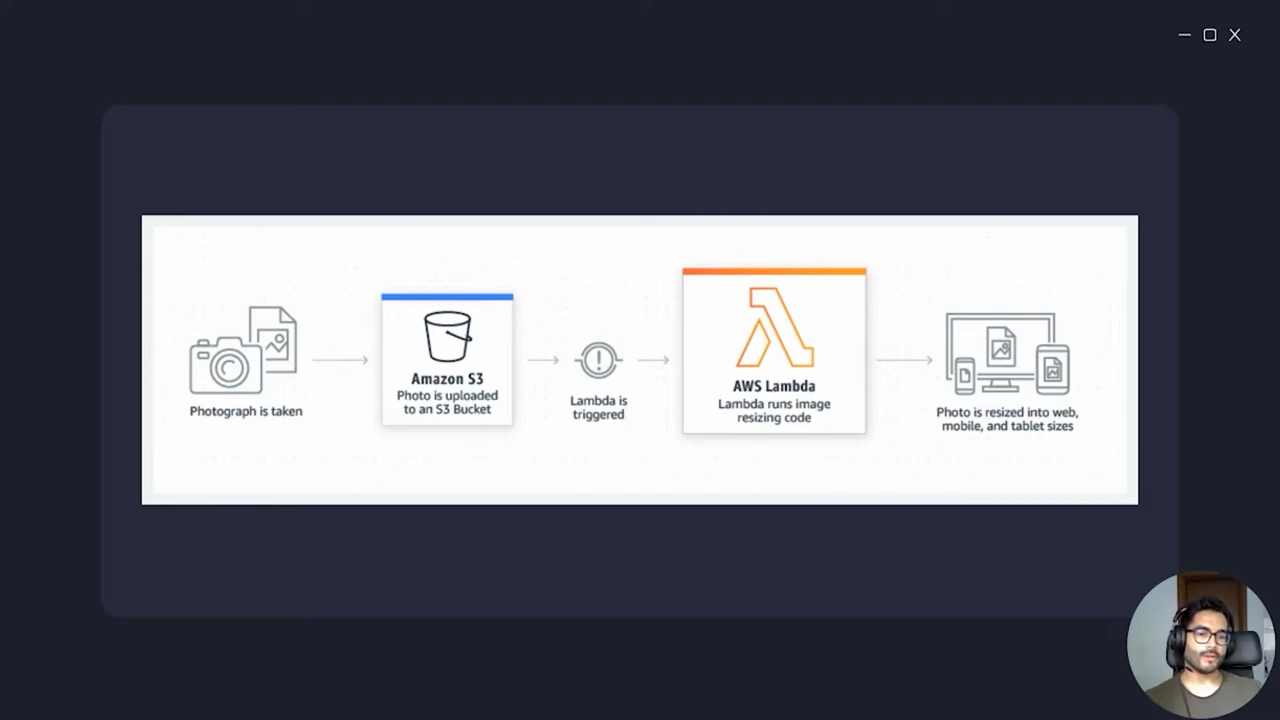 Photograph is taken
Amazon S3
Photo is uploaded
to an S3 Bucket
Lambda is
triggered
AWS Lambda
Lambda runs image
resizing code
Photo is resized into web,
mobile, and tablet sizes